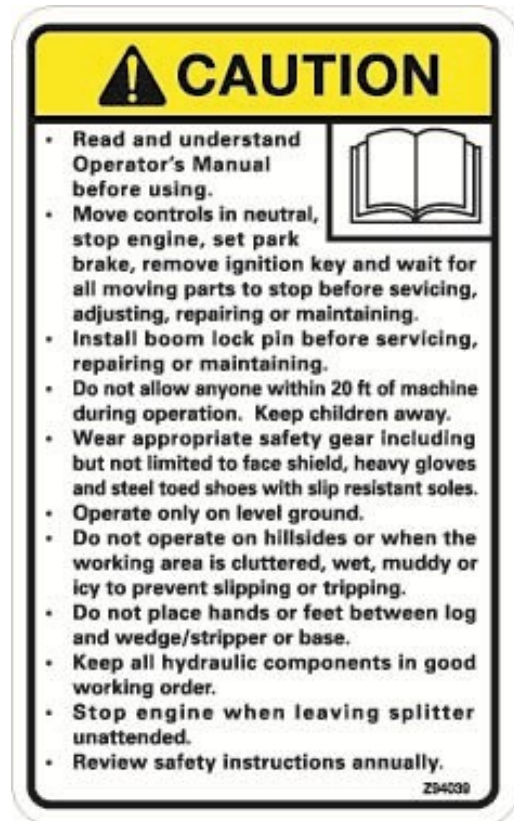 CAUTION
• Read and understand
Operator's Manual
before using.
• Move controls in neutral,
stop engine, set park
brake, remove ignition key and wait for
all moving parts to stop before sevicing,
adjusting, repairing or maintaining.
• Install boom lock pin before servicing,
repairing or maintaining.
• Do not allow anyone within 20 ft of machine
during operation. Keep children away.
• Wear appropriate safety gear including
but not limited to face shield, heavy gloves
and steel toed shoes with slip resistant soles.
• Operate only on level ground.
• Do not operate on hillsides or when the
working area is cluttered, wet, muddy or
icy to prevent slipping or tripping.
• Do not place hands or feet between log
and wedge/stripper or base.
• Keep all hydraulic components in good
working order.
• Stop engine when leaving splitter
unattended.
• Review safety instructions annually.
Z94039